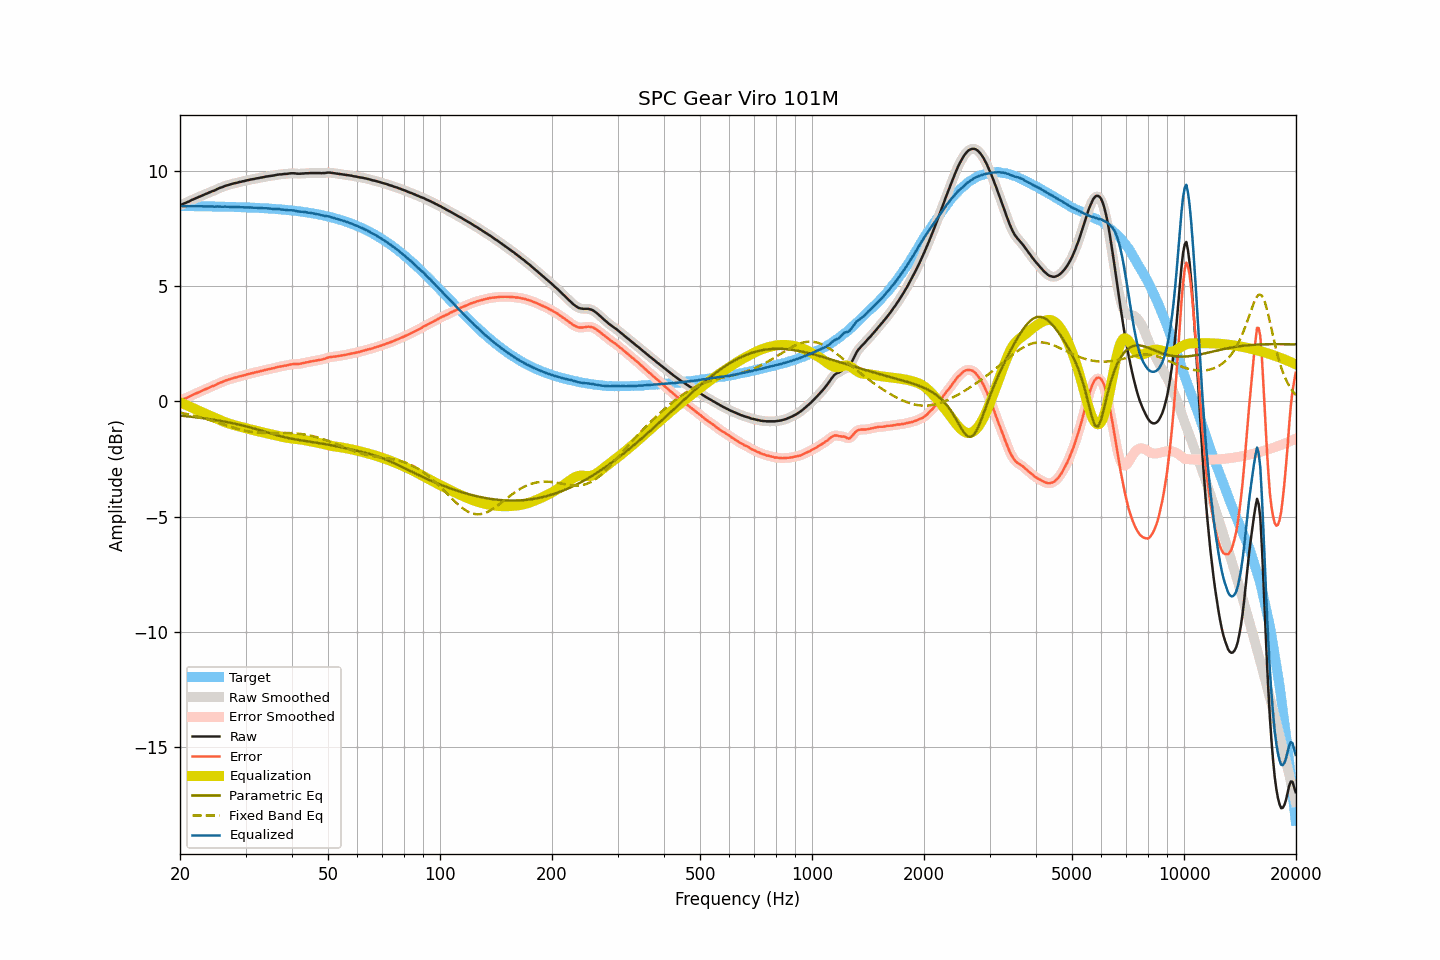 SPC Gear Viro 101M
Amplitude (dBr)
10
5
0
−5
−10
−15
Target
Raw Smoothed
Error Smoothed
Raw
Error
Equalization
Parametric Eq
Fixed Band Eq
Equalized
20 50 100 200 500 1000 2000 5000 10000 20000
Frequency (Hz)